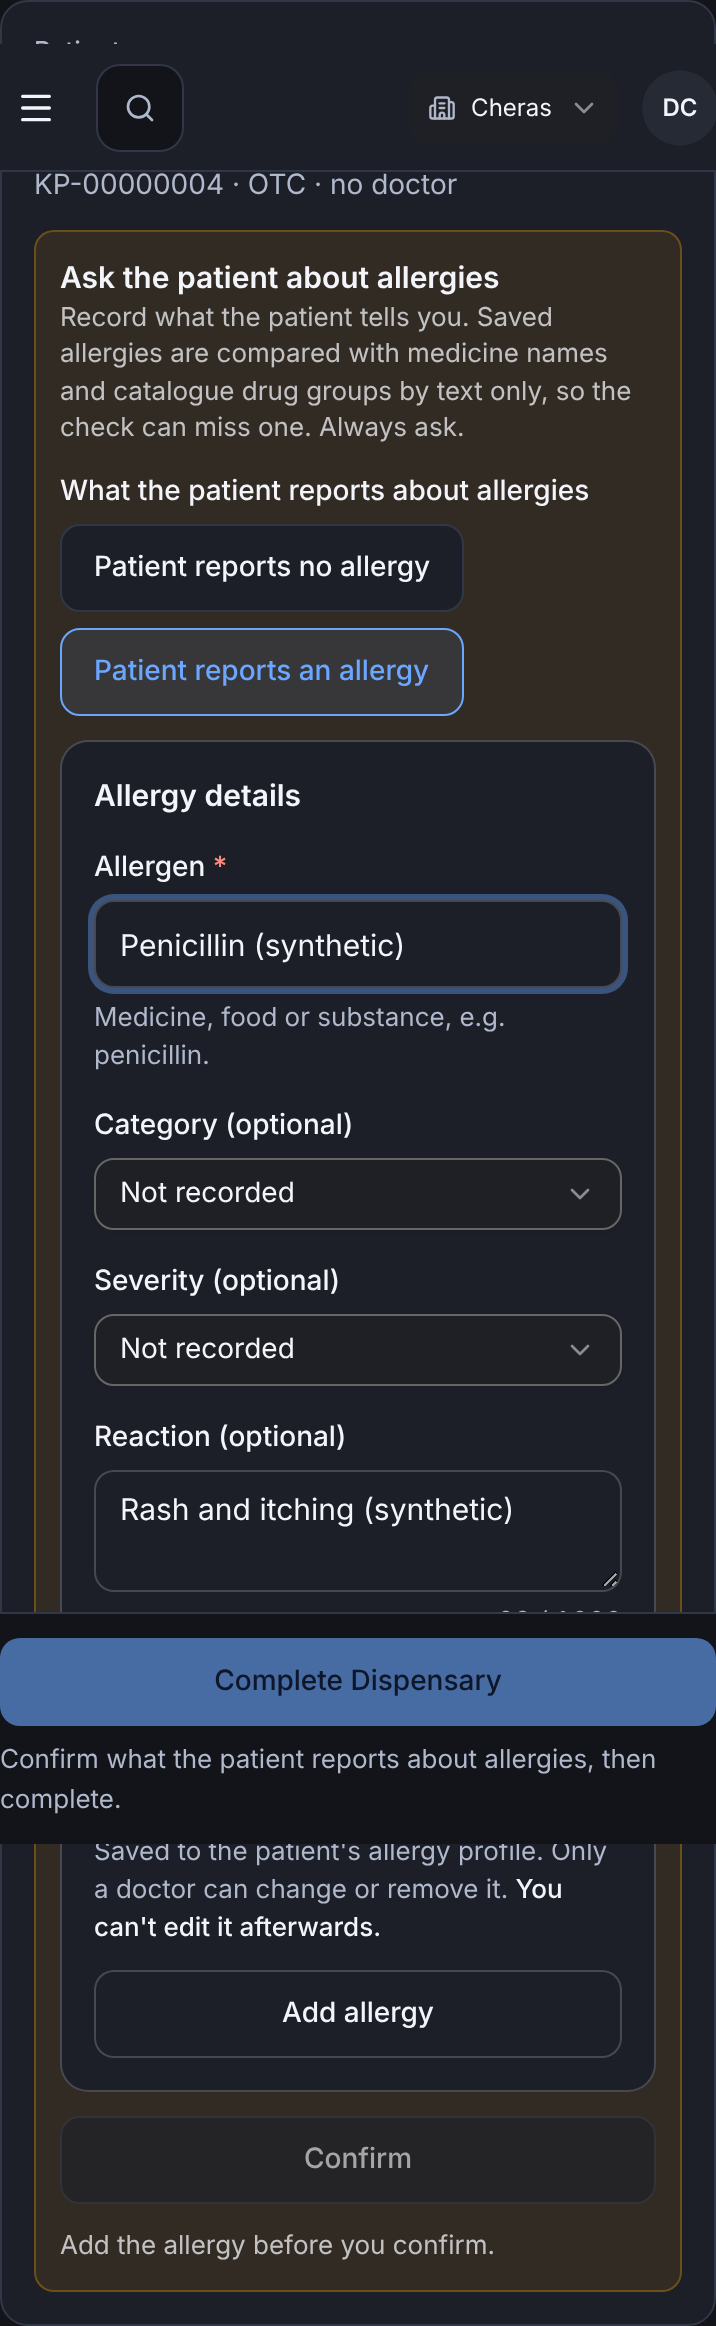 Cheras
DC
KP-00000004 · OTC · no doctor
Ask the patient about allergies
Record what the patient tells you. Saved
allergies are compared with medicine names
and catalogue drug groups by text only, so the
check can miss one. Always ask.
What the patient reports about allergies
Patient reports no allergy
Patient reports an allergy
Allergy details
Allergen *
Penicillin (synthetic)
Medicine, food or substance, e.g.
penicillin.
Category (optional)
Not recorded
Severity (optional)
Not recorded
Reaction (optional)
Rash and itching (synthetic)
Complete Dispensary
Confirm what the patient reports about allergies, then
complete.
Saved to the patient's allergy profile. Only
a doctor can change or remove it. You
can't edit it afterwards.
Add allergy
Confirm
Add the allergy before you confirm.